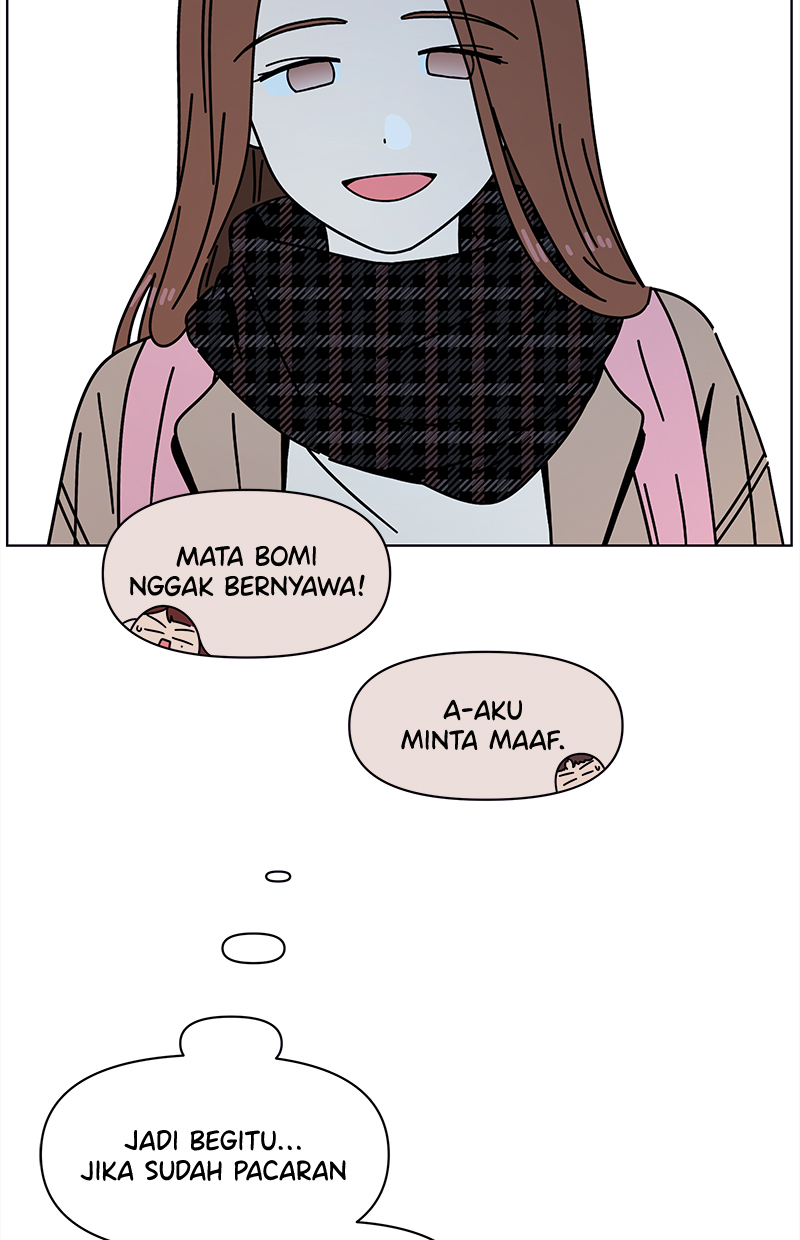 MATA BOMI
NGGAK BERNYAWA!
A-AKU
MINTA MAAF.
JADI BEGITU...
JIKA SUDAH PACARAN